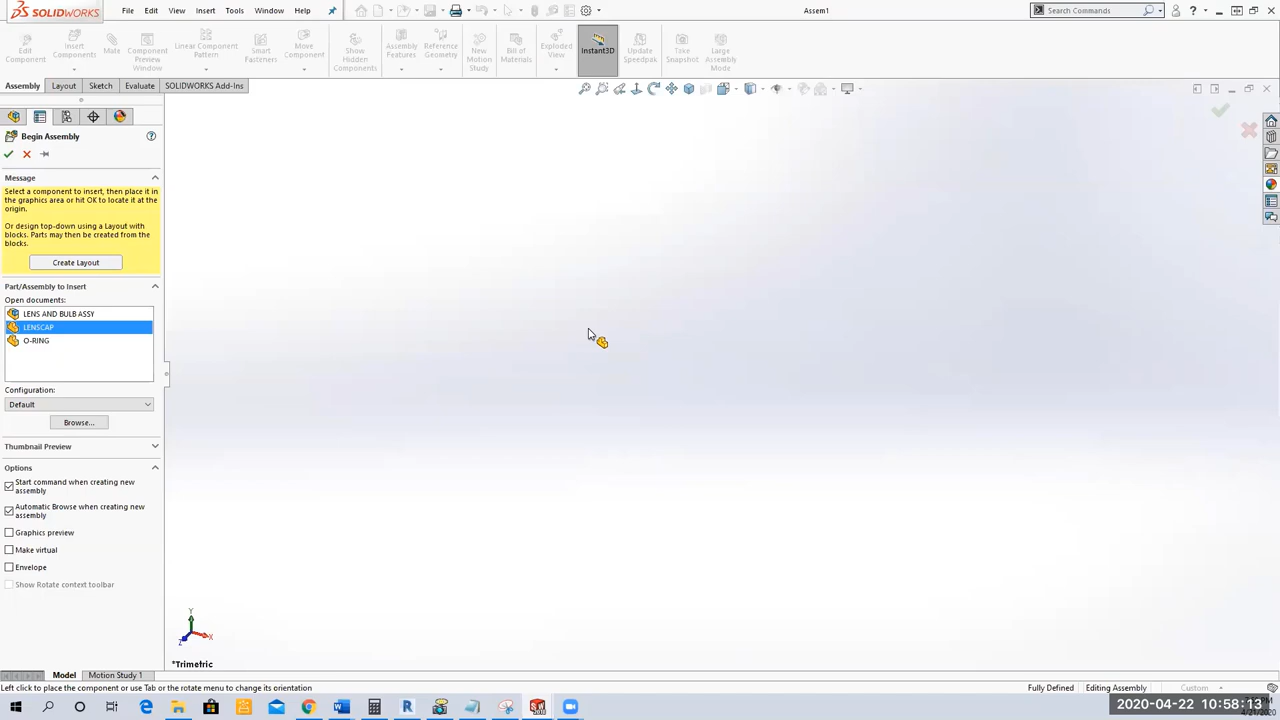 SOLIDWORKS
File
Edit
View
Insert
Tools
Window
Help
Assem1
Search Commands
Edit Component
Insert Components
Mate
Component Preview Window
Linear Component Pattern
Smart Fasteners
Move Component
Show Hidden Components
Assembly Features
Reference Geometry
New Motion Study
Bill of Materials
Exploded View
Instant3D
Update Speedpak
Take Snapshot
Large Assembly Mode
Assembly
Layout
Sketch
Evaluate
SOLIDWORKS Add-Ins
Begin Assembly
Message
Select a component to insert, then place it in
the graphics area or hit OK to locate it at the
origin.
Or design top-down using a Layout with
blocks. Parts may then be created from the
blocks.
Create Layout
Part/Assembly to Insert
Open documents:
LENS AND BULB ASSY
LENSCAP
O-RING
Configuration:
Default
Browse...
Thumbnail Preview
Options
Start command when creating new
assembly
Automatic Browse when creating new
assembly
Graphics preview
Make virtual
Envelope
Show Rotate context toolbar
Y
X
Z
*Trimetric
Model
Motion Study 1
Left click to place the component or use Tab or the rotate menu to change its orientation
Fully Defined
Editing Assembly
Custom
2020-04-22 10:58:13